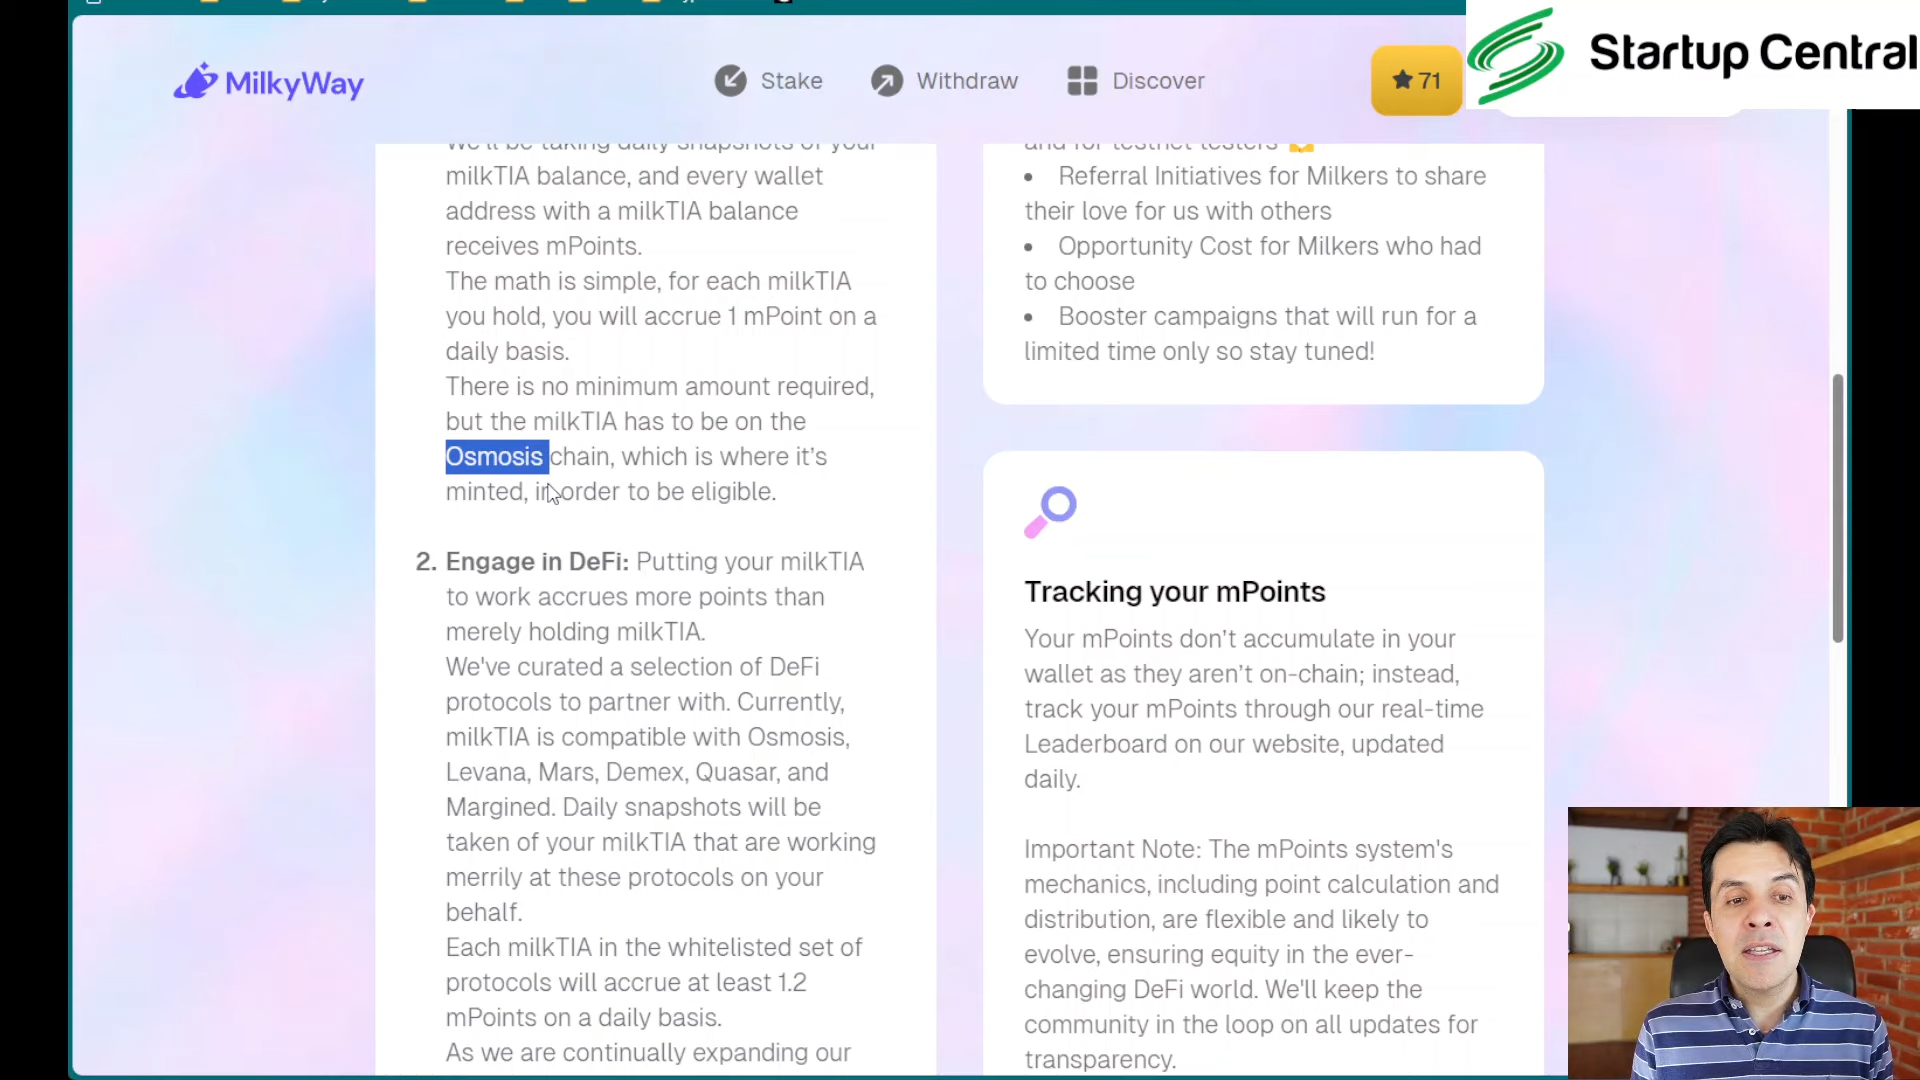 MilkyWay
Stake
Withdraw
Discover
71
Startup Central
We'll be taking daily snapshots of your
milkTIA balance, and every wallet
address with a milkTIA balance
receives mPoints.
The math is simple, for each milkTIA
you hold, you will accrue 1 mPoint on a
daily basis.
There is no minimum amount required,
but the milkTIA has to be on the
Osmosis chain, which is where it's
minted, in order to be eligible.
2. Engage in DeFi: Putting your milkTIA
to work accrues more points than
merely holding milkTIA.
We've curated a selection of DeFi
protocols to partner with. Currently,
milkTIA is compatible with Osmosis,
Levana, Mars, Demex, Quasar, and
Margined. Daily snapshots will be
taken of your milkTIA that are working
merrily at these protocols on your
behalf.
Each milkTIA in the whitelisted set of
protocols will accrue at least 1.2
mPoints on a daily basis.
As we are continually expanding our
and for testnet testers
• Referral Initiatives for Milkers to share
their love for us with others
• Opportunity Cost for Milkers who had
to choose
• Booster campaigns that will run for a
limited time only so stay tuned!
Tracking your mPoints
Your mPoints don't accumulate in your
wallet as they aren't on-chain; instead,
track your mPoints through our real-time
Leaderboard on our website, updated
daily.
Important Note: The mPoints system's
mechanics, including point calculation and
distribution, are flexible and likely to
evolve, ensuring equity in the ever-
changing DeFi world. We'll keep the
community in the loop on all updates for
transparency.